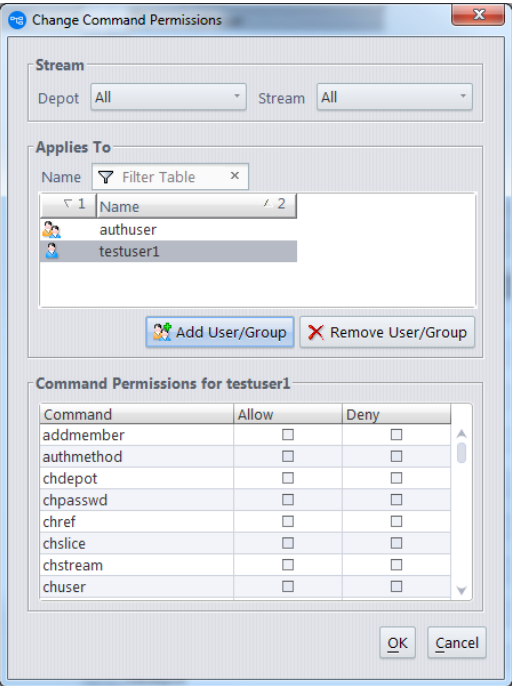 Change Command Permissions
Stream
Depot All Stream All
Applies To
Name Filter Table
1 Name 2
authuser
testuser1
Add User/Group Remove User/Group
Command Permissions for testuser1
Command Allow Deny
addmember
authmethod
chdepot
chpasswd
chref
chslice
chstream
chuser
OK Cancel